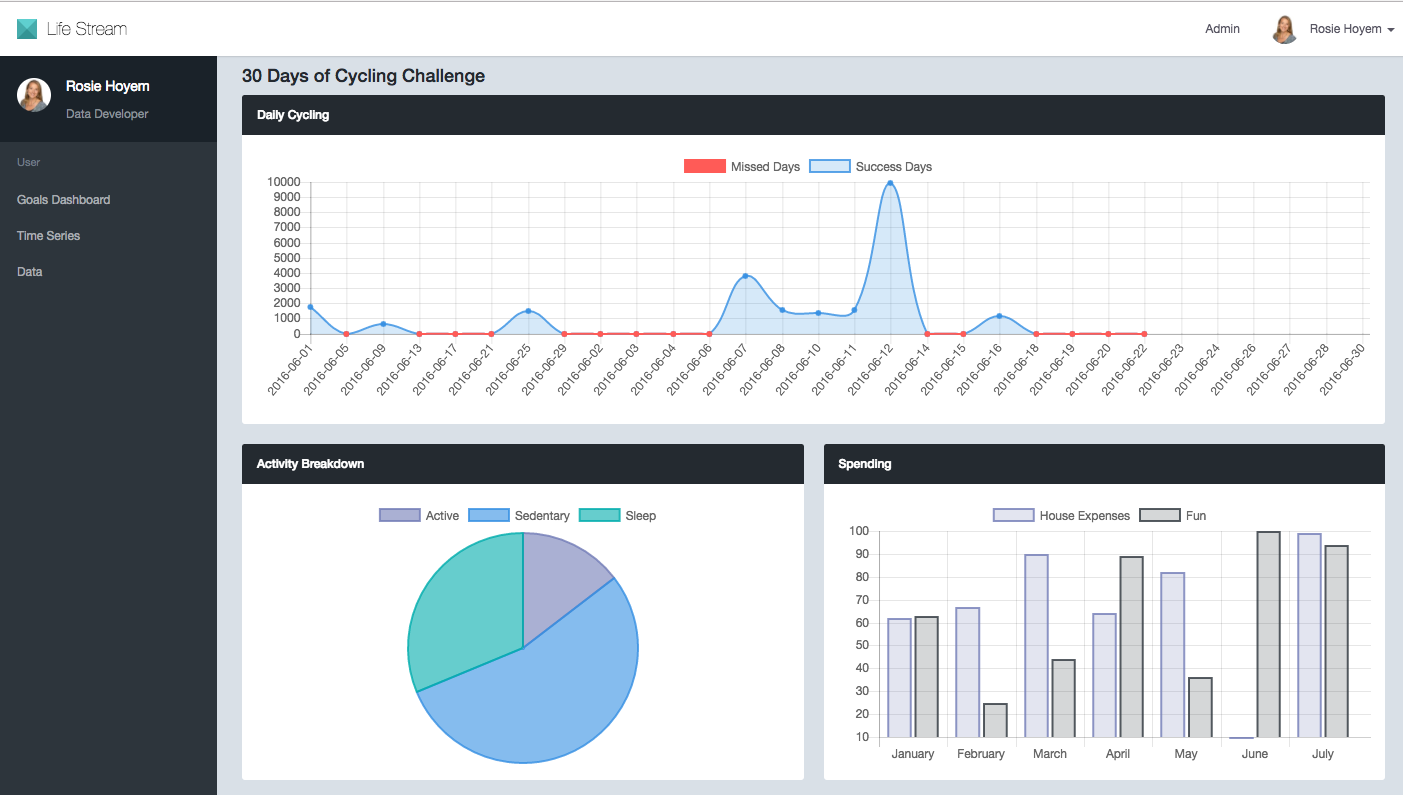 Life Stream
Admin
Rosie Hoyem
Rosie Hoyem
Data Developer
User
Goals Dashboard
Time Series
Data
30 Days of Cycling Challenge
Daily Cycling
Missed Days Success Days
10000
9000
8000
7000
6000
5000
4000
3000
2000
1000
0
2016-06-01 2016-06-05 2016-06-09 2016-06-13 2016-06-17 2016-06-21 2016-06-25 2016-06-29 2016-06-02 2016-06-03 2016-06-04 2016-06-06 2016-06-07 2016-06-08 2016-06-10 2016-06-11 2016-06-12 2016-06-14 2016-06-15 2016-06-16 2016-06-18 2016-06-19 2016-06-20 2016-06-22 2016-06-23 2016-06-24 2016-06-26 2016-06-27 2016-06-28 2016-06-30
Activity Breakdown
Active Sedentary Sleep
Spending
House Expenses Fun
100
90
80
70
60
50
40
30
20
10
January February March April May June July